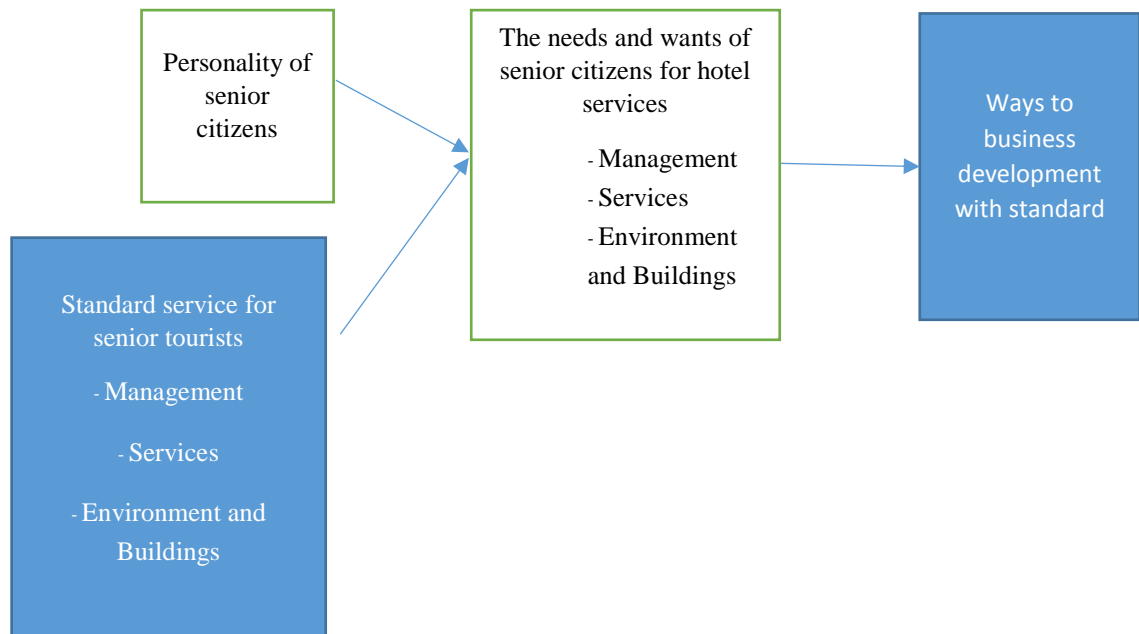 Personality of
senior
citizens
The needs and wants of
senior citizens for hotel
services
- Management
- Services
- Environment
and Buildings
Ways to
business
development
with standard
Standard service for
senior tourists
- Management
- Services
- Environment and
Buildings